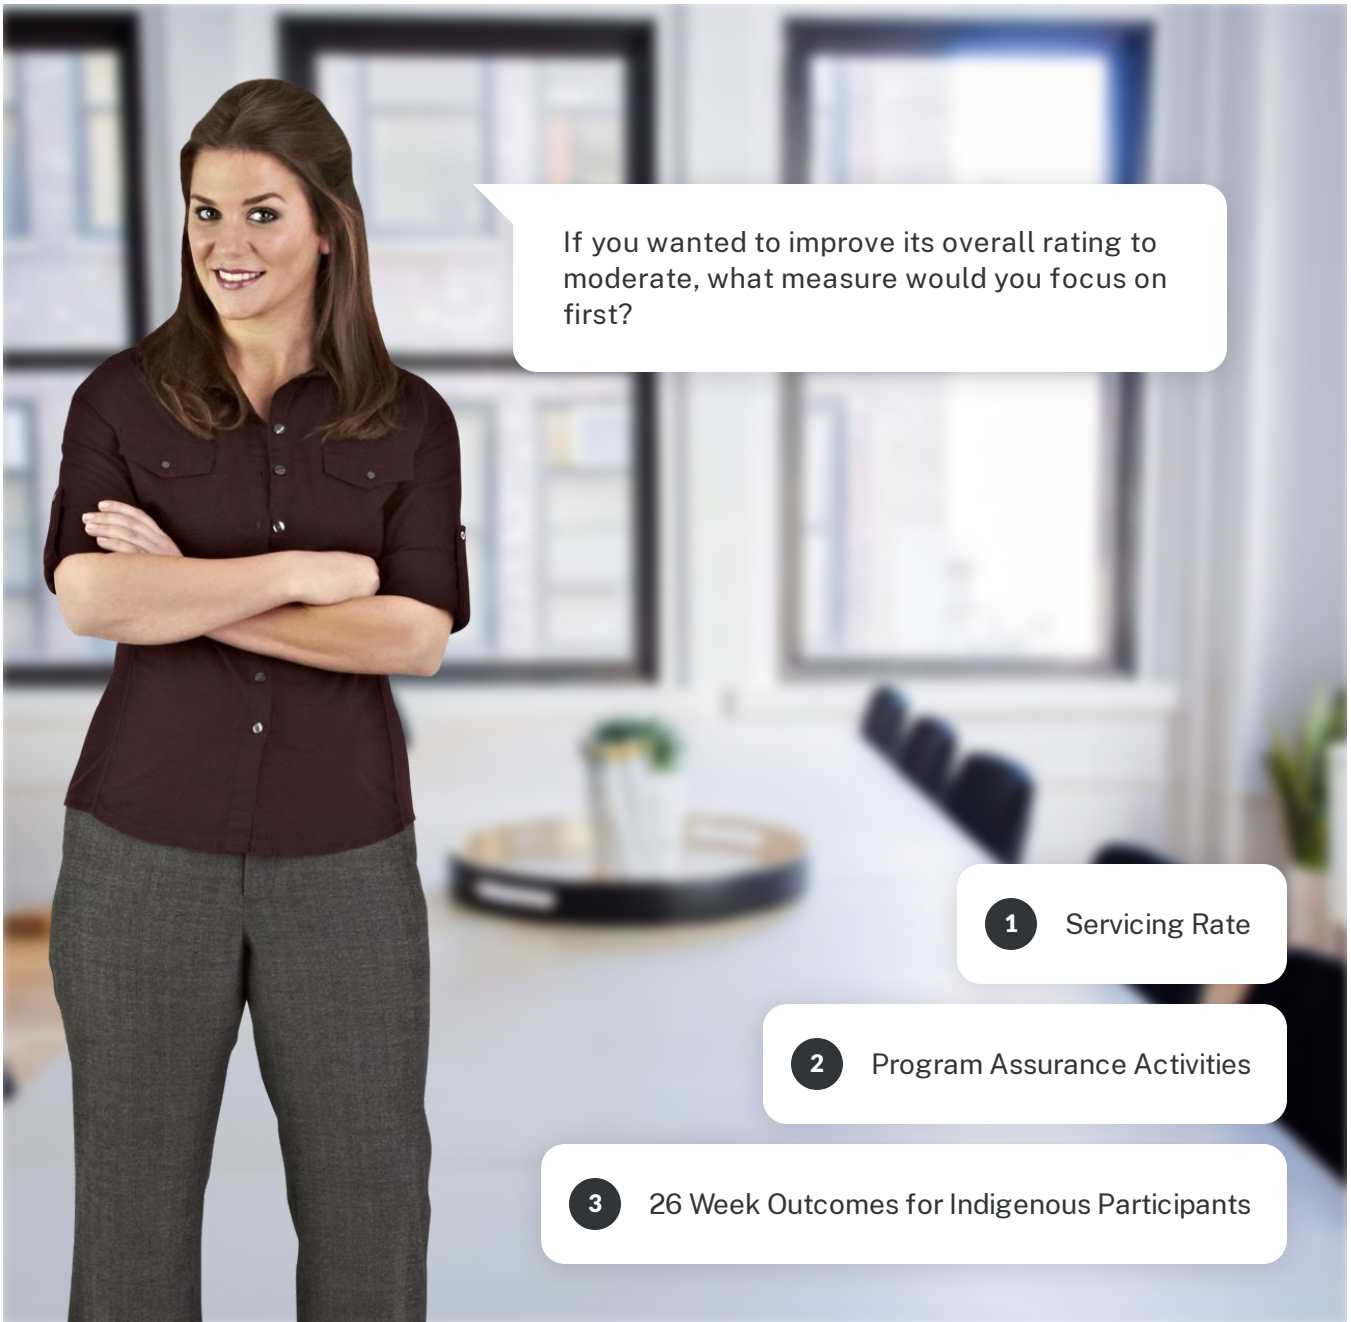 If you wanted to improve its overall rating to
moderate, what measure would you focus on
first?
1 Servicing Rate
2 Program Assurance Activities
3 26 Week Outcomes for Indigenous Participants